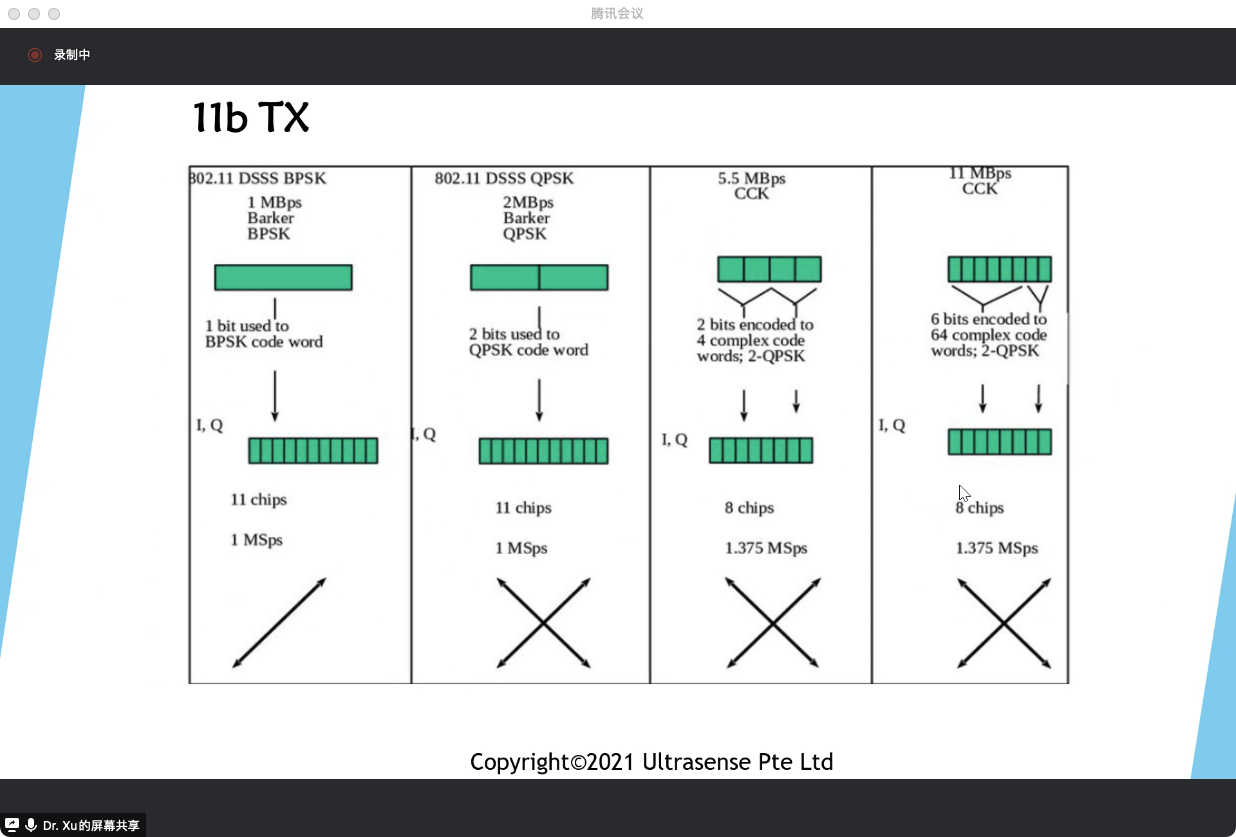 腾讯会议
录制中
11b TX
802.11 DSSS BPSK
1 MBps
Barker
BPSK
1 bit used to
BPSK code word
I, Q
11 chips
1 MSps
802.11 DSSS QPSK
2MBps
Barker
QPSK
2 bits used to
QPSK code word
I, Q
11 chips
1 MSps
5.5 MBps
CCK
2 bits encoded to
4 complex code
words; 2-QPSK
I, Q
8 chips
1.375 MSps
11 MBps
CCK
6 bits encoded to
64 complex code
words; 2-QPSK
I, Q
8 chips
1.375 MSps
Copyright©2021 Ultrasense Pte Ltd
Dr. Xu的屏幕共享